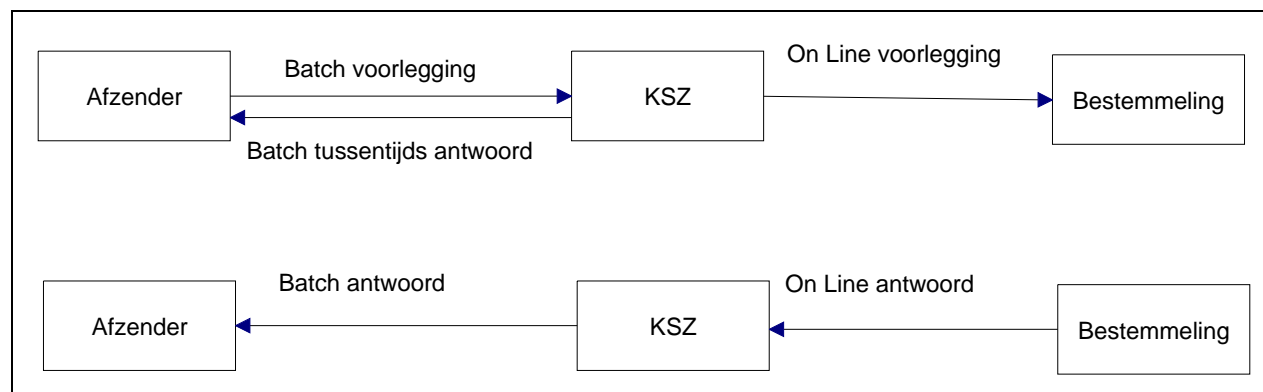 On Line voorlegging
Batch voorlegging
Afzender
KSZ
Bestemmeling
Batch tussentijds antwoord
Batch antwoord
On Line antwoord
Afzender
KSZ
Bestemmeling